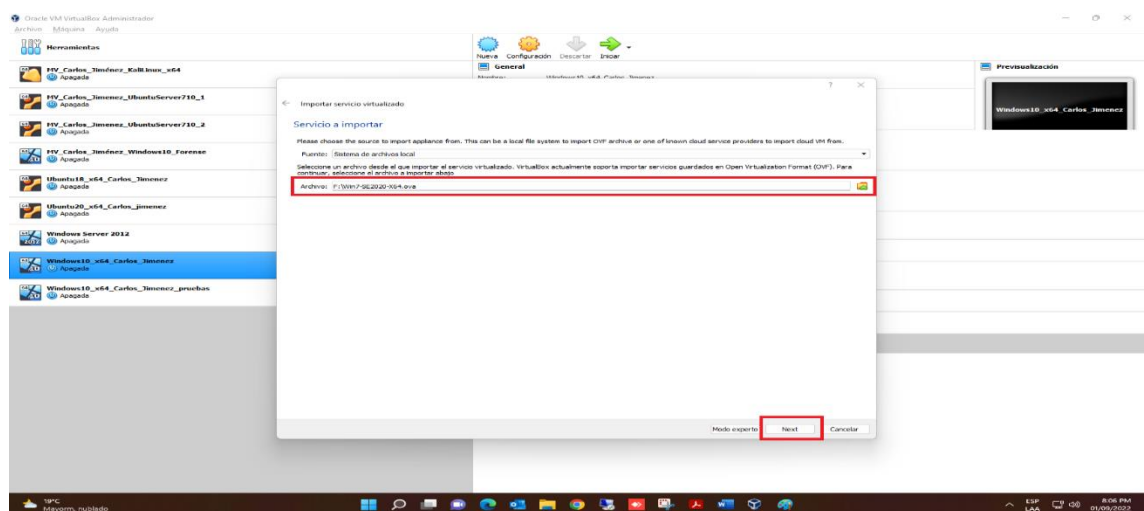 Oracle VM VirtualBox Administrador
Archivo Máquina Ayuda
Herramientas
Nueva Configuración Descartar Iniciar
MV_Carlos_Jiménez_KaliLinux_x64
Apagada
MV_Carlos_Jimenez_UbuntuServer710_1
Apagada
MV_Carlos_Jimenez_UbuntuServer710_2
Apagada
MV_Carlos_Jiménez_Windows10_Forense
Apagada
Ubuntu18_x64_Carlos_Jimenez
Apagada
Ubuntu20_x64_Carlos_jimenez
Apagada
Windows Server 2012
Apagada
Windows10_x64_Carlos_Jimenez
Apagada
Windows10_x64_Carlos_Jimenez_pruebas
Apagada
General
Nombre: Windows10_x64_Carlos_Jimenez
Previsualización
Windows10_x64_Carlos_Jimenez
Importar servicio virtualizado
Servicio a importar
Please choose the source to import appliance from. This can be a local file system to import OVF archive or one of known cloud service providers to import cloud VM from.
Fuente: Sistema de archivos local
Seleccione un archivo desde el que importar el servicio virtualizado. VirtualBox actualmente soporta importar servicios guardados en Open Virtualization Format (OVF). Para
continuar, seleccione el archivo a importar abajo
Archivo: F:\Win7-SE2020-X64.ova
Modo experto Next Cancelar
19°C
Mayorm. nublado
ESP
LAA
8:06 PM
01/09/2022